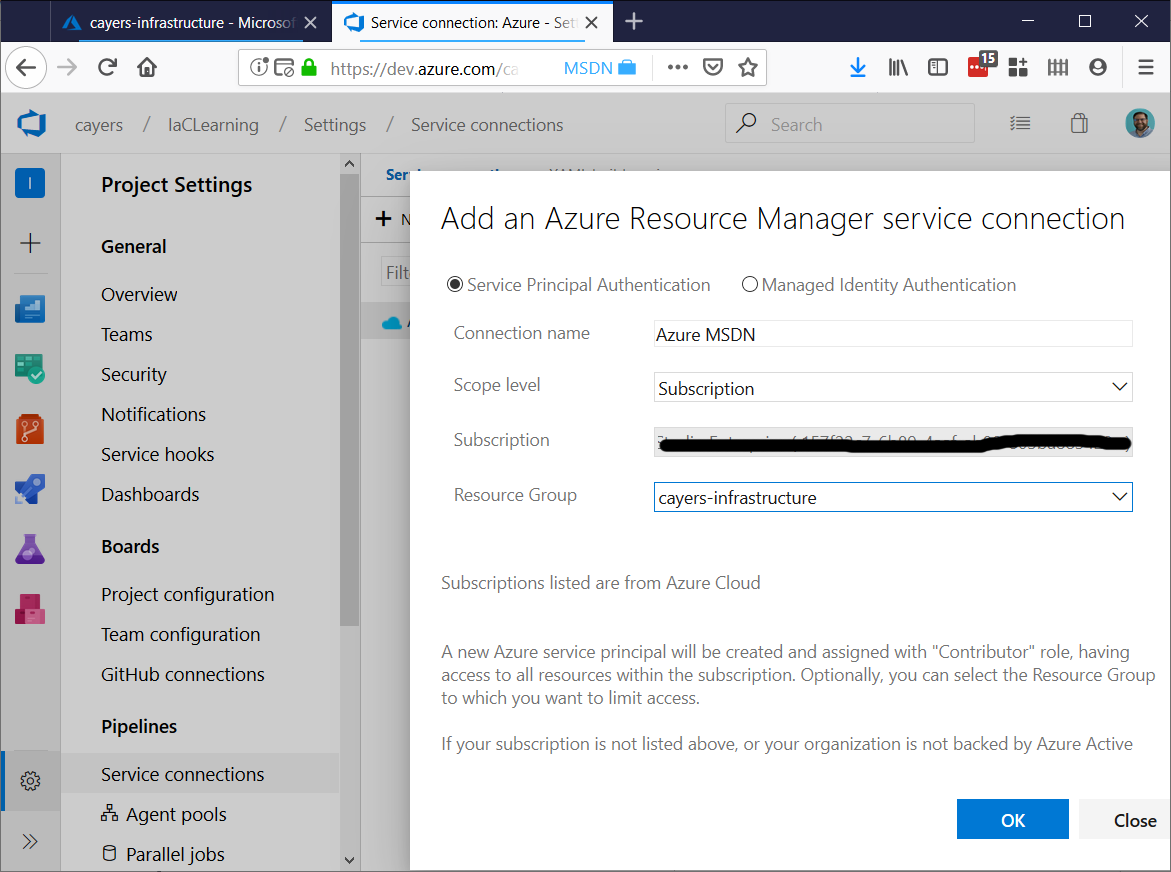 cayers-infrastructure - Microsof
Service connection: Azure - Set
https://dev.azure.com/ca
MSDN
15
cayers / IaCLearning / Settings / Service connections
Search
I
Project Settings
General
Overview
Teams
Security
Notifications
Service hooks
Dashboards
Boards
Project configuration
Team configuration
GitHub connections
Pipelines
Service connections
Agent pools
Parallel jobs
Ser
+ N
Filt
Add an Azure Resource Manager service connection
Service Principal Authentication
Managed Identity Authentication
Connection name
Azure MSDN
Scope level
Subscription
Subscription
Resource Group
cayers-infrastructure
Subscriptions listed are from Azure Cloud
A new Azure service principal will be created and assigned with "Contributor" role, having
access to all resources within the subscription. Optionally, you can select the Resource Group
to which you want to limit access.
If your subscription is not listed above, or your organization is not backed by Azure Active
OK
Close